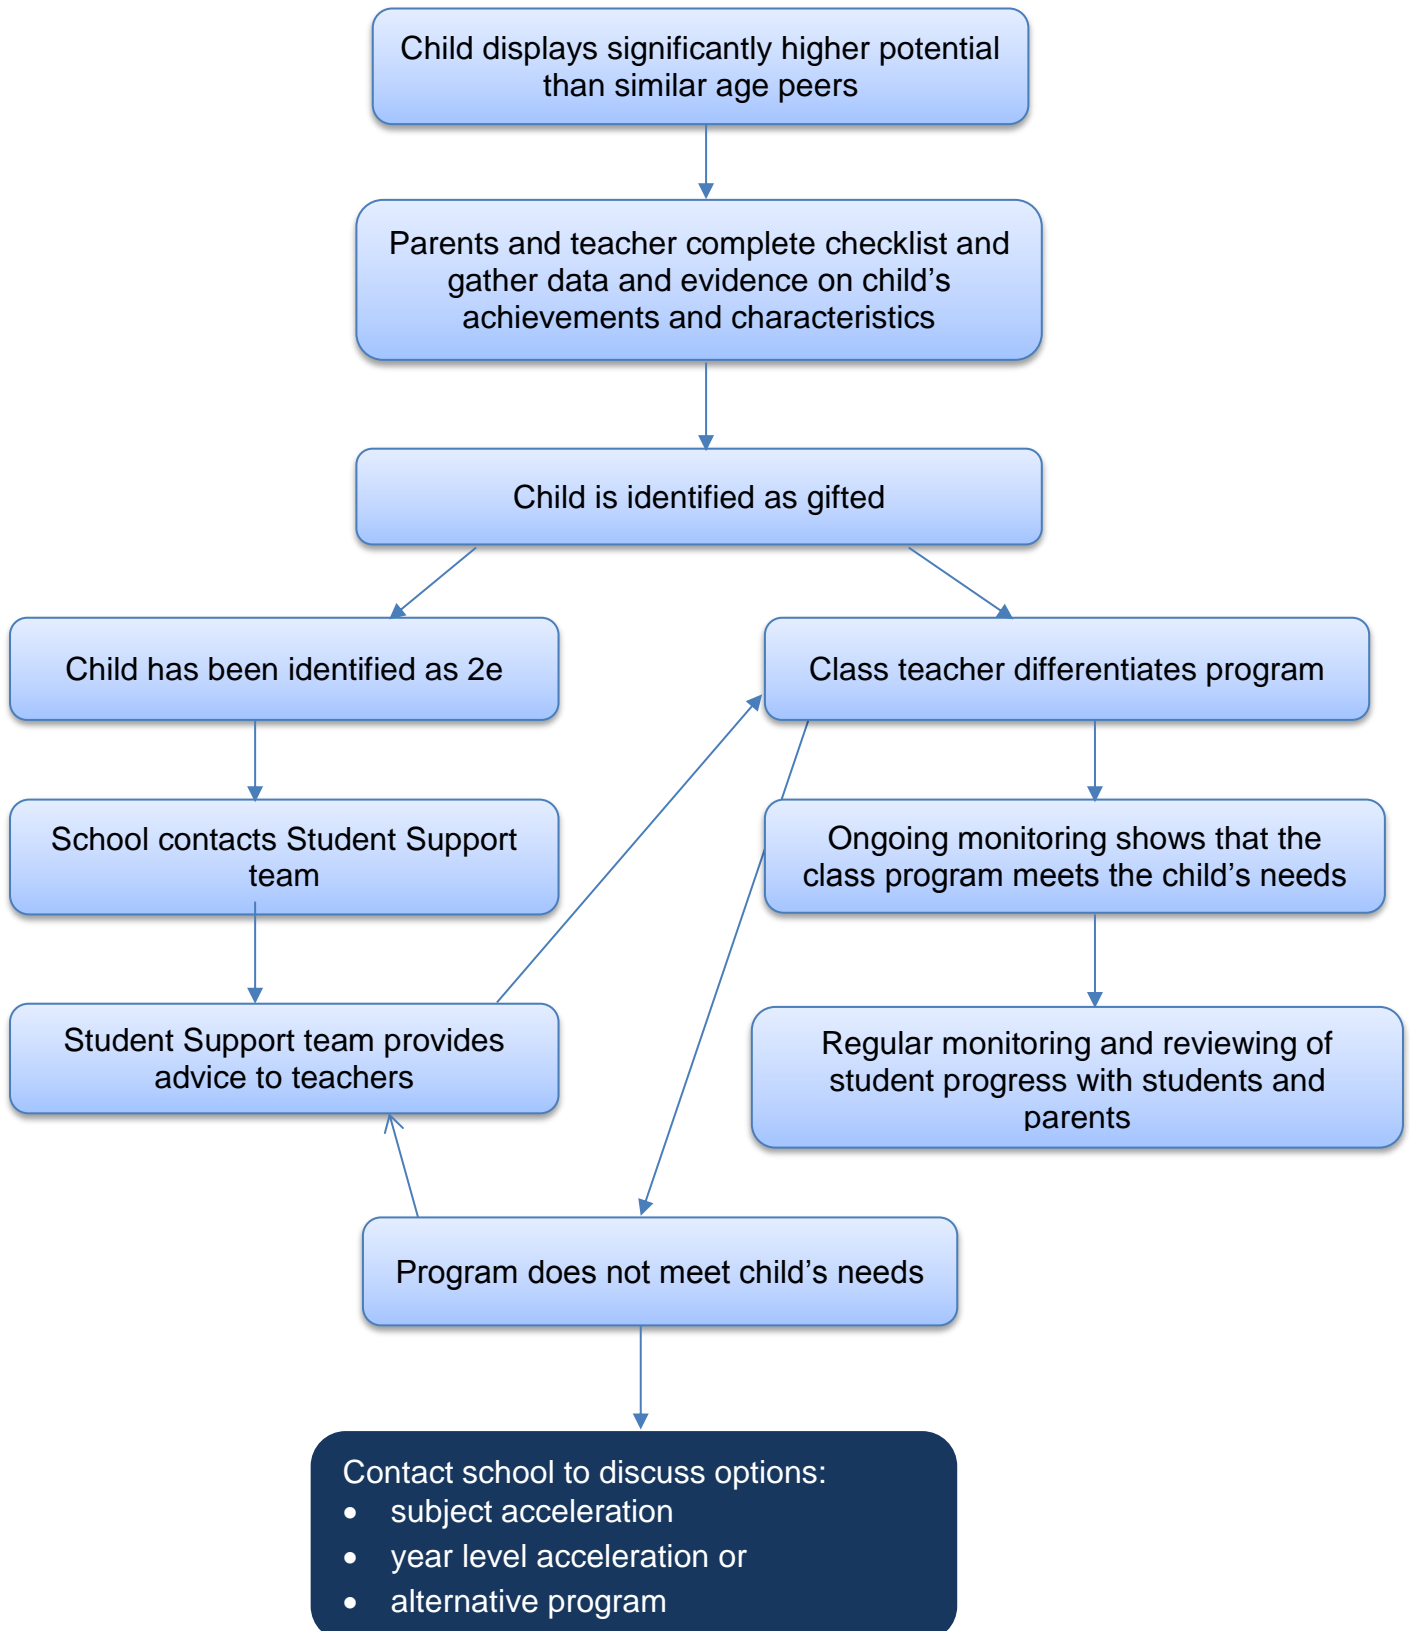 Child displays significantly higher potential
than similar age peers
Parents and teacher complete checklist and
gather data and evidence on child’s
achievements and characteristics
Child is identified as gifted
Child has been identified as 2e
Class teacher differentiates program
School contacts Student Support
team
Ongoing monitoring shows that the
class program meets the child’s needs
Student Support team provides
advice to teachers
Regular monitoring and reviewing of
student progress with students and
parents
Program does not meet child’s needs
Contact school to discuss options:
• subject acceleration
• year level acceleration or
• alternative program